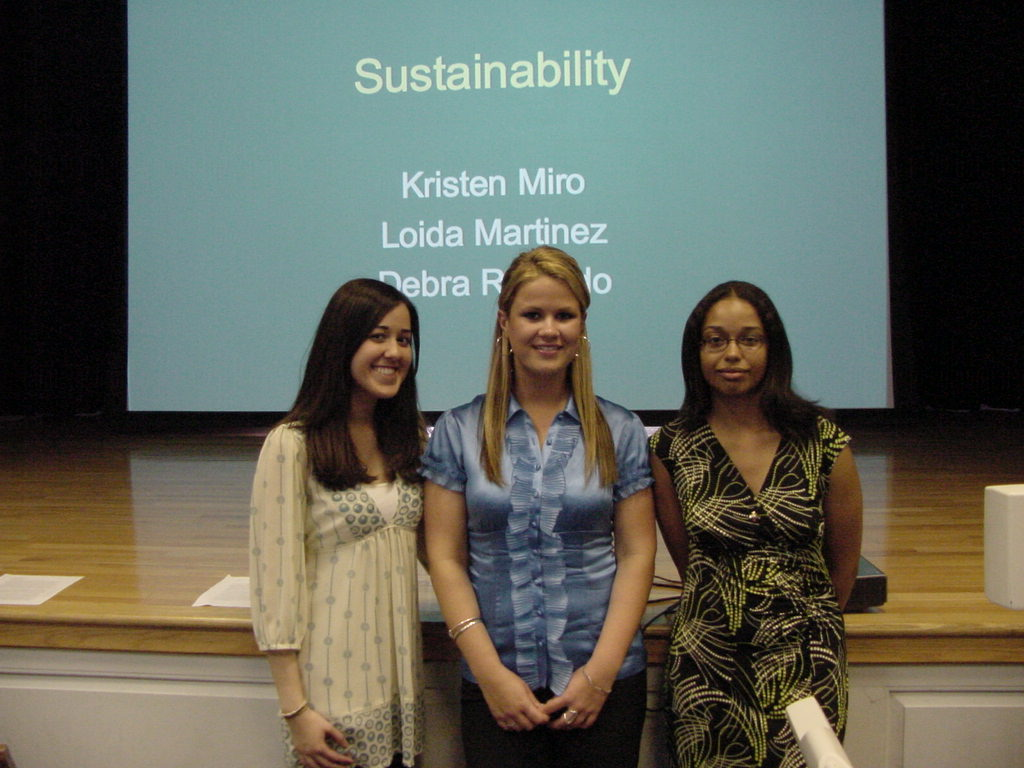 Sustainability
Kristen Miro
Loida Martinez
Debra